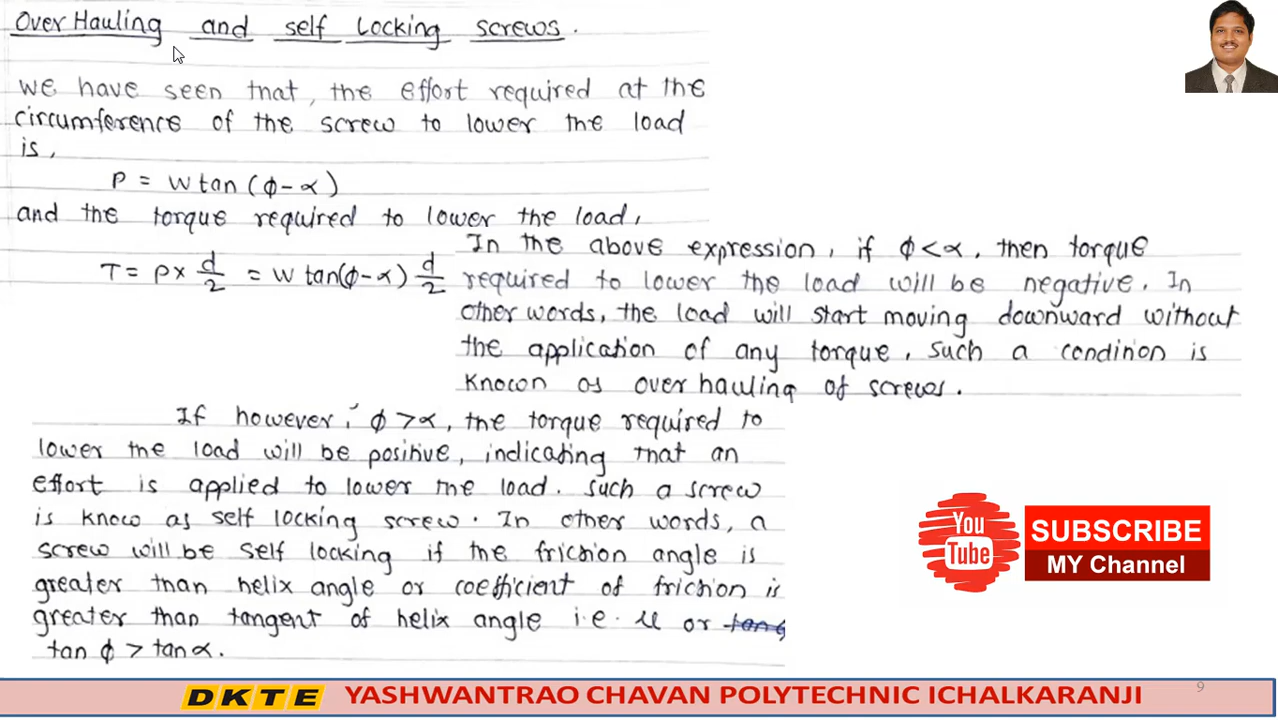 Over Hauling and self Locking screws.
we have seen that, the effort required at the
circumference of the screw to lower the load
is,
P = W tan (ϕ-α)
and the torque required to lower the load,
T = P× d/2 = W tan(ϕ-α) d/2
In the above expression, if ϕ<α, then torque
required to lower the load will be negative. In
other words, the load will start moving downward without
the application of any torque, such a condition is
known as over hauling of screws.
If however, ϕ>α, the torque required to
lower the load will be positive, indicating that an
effort is applied to lower the load. Such a screw
is know as self locking screw. In other words, a
screw will be self locking if the friction angle is
greater than helix angle or coefficient of friction is
greater than tangent of helix angle i.e. μ or
tan ϕ > tanα.
You
Tube
SUBSCRIBE
MY Channel
DKTE YASHWANTRAO CHAVAN POLYTECHNIC ICHALKARANJI
9